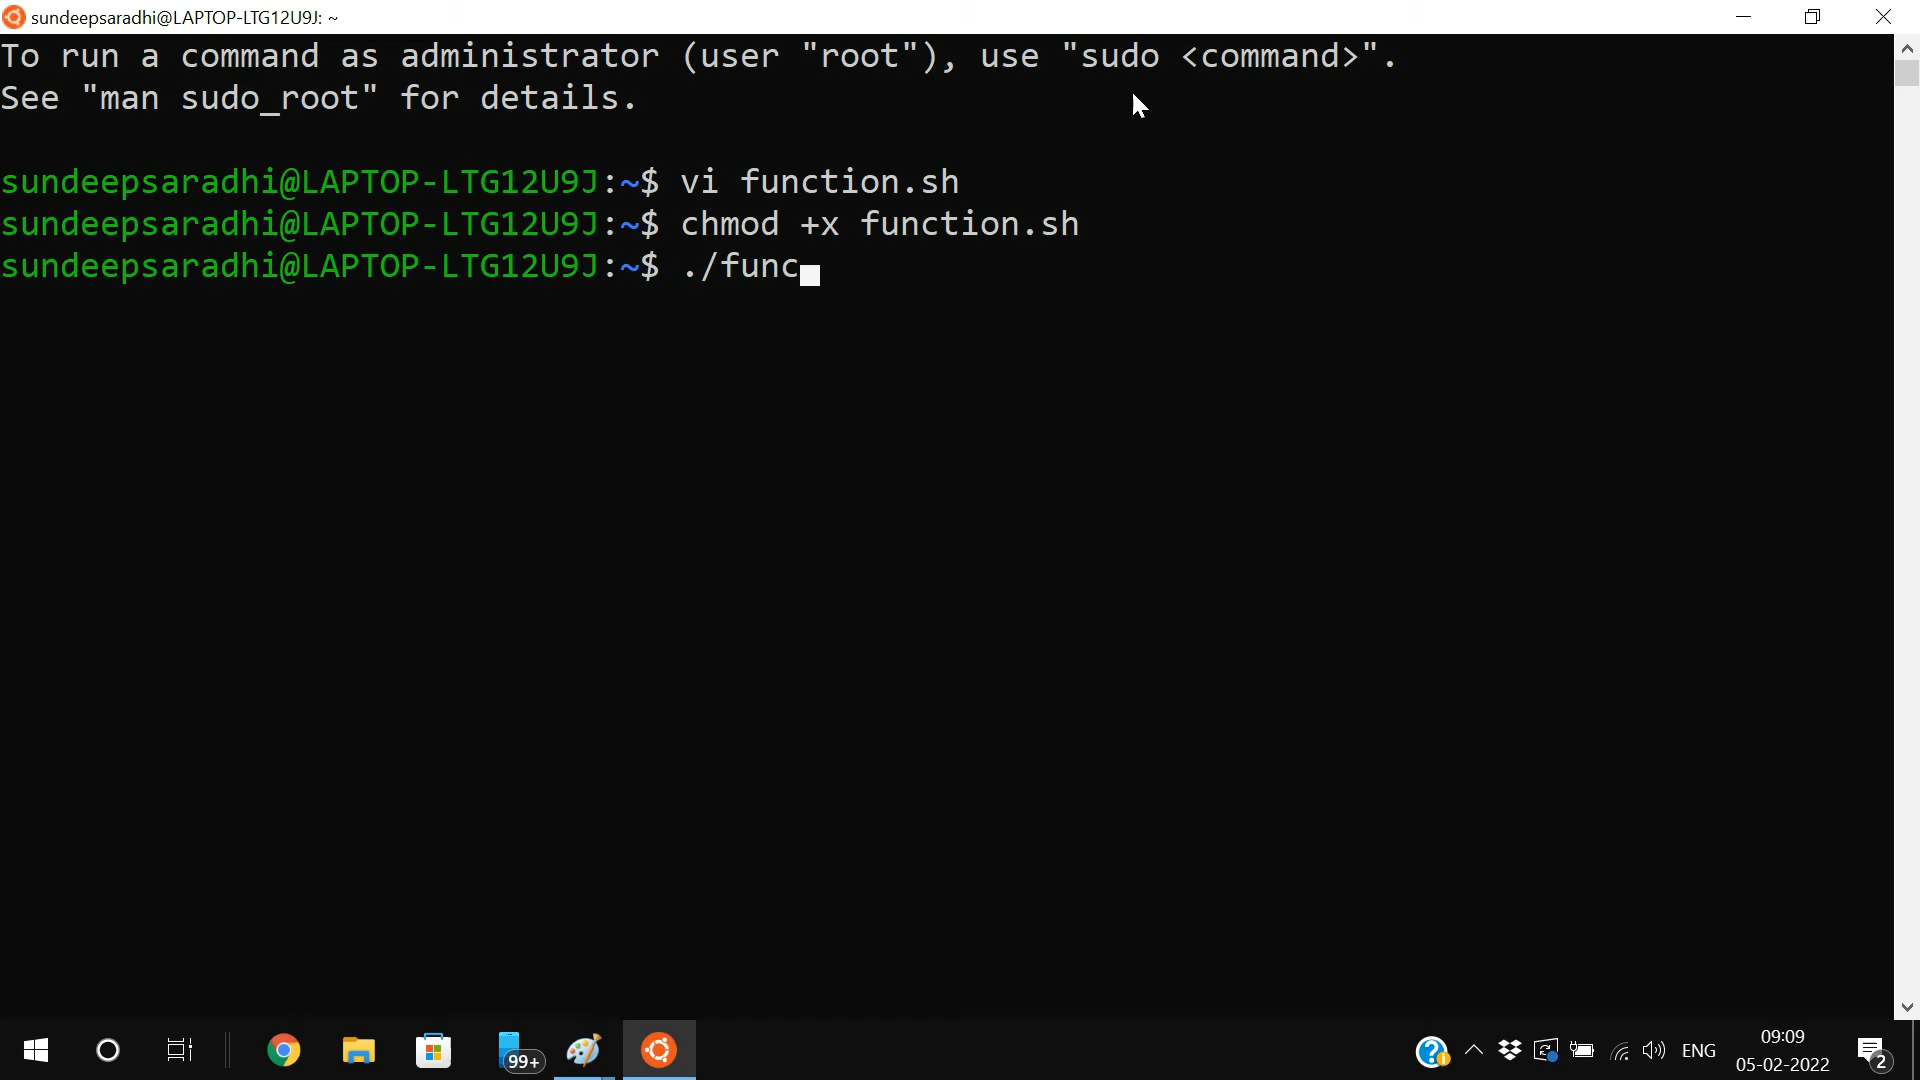 sundeepsaradhi@LAPTOP-LTG12U9J: ~
To run a command as administrator (user "root"), use "sudo <command>".
See "man sudo_root" for details.
sundeepsaradhi@LAPTOP-LTG12U9J:~$ vi function.sh
sundeepsaradhi@LAPTOP-LTG12U9J:~$ chmod +x function.sh
sundeepsaradhi@LAPTOP-LTG12U9J:~$ ./func
99+
ENG
09:09
05-02-2022
2